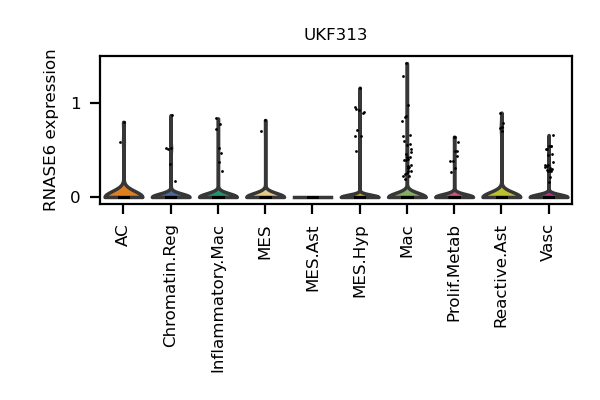 UKF313
RNASE6 expression
1
0
AC
Chromatin.Reg
Inflammatory.Mac
MES
MES.Ast
MES.Hyp
Mac
Prolif.Metab
Reactive.Ast
Vasc